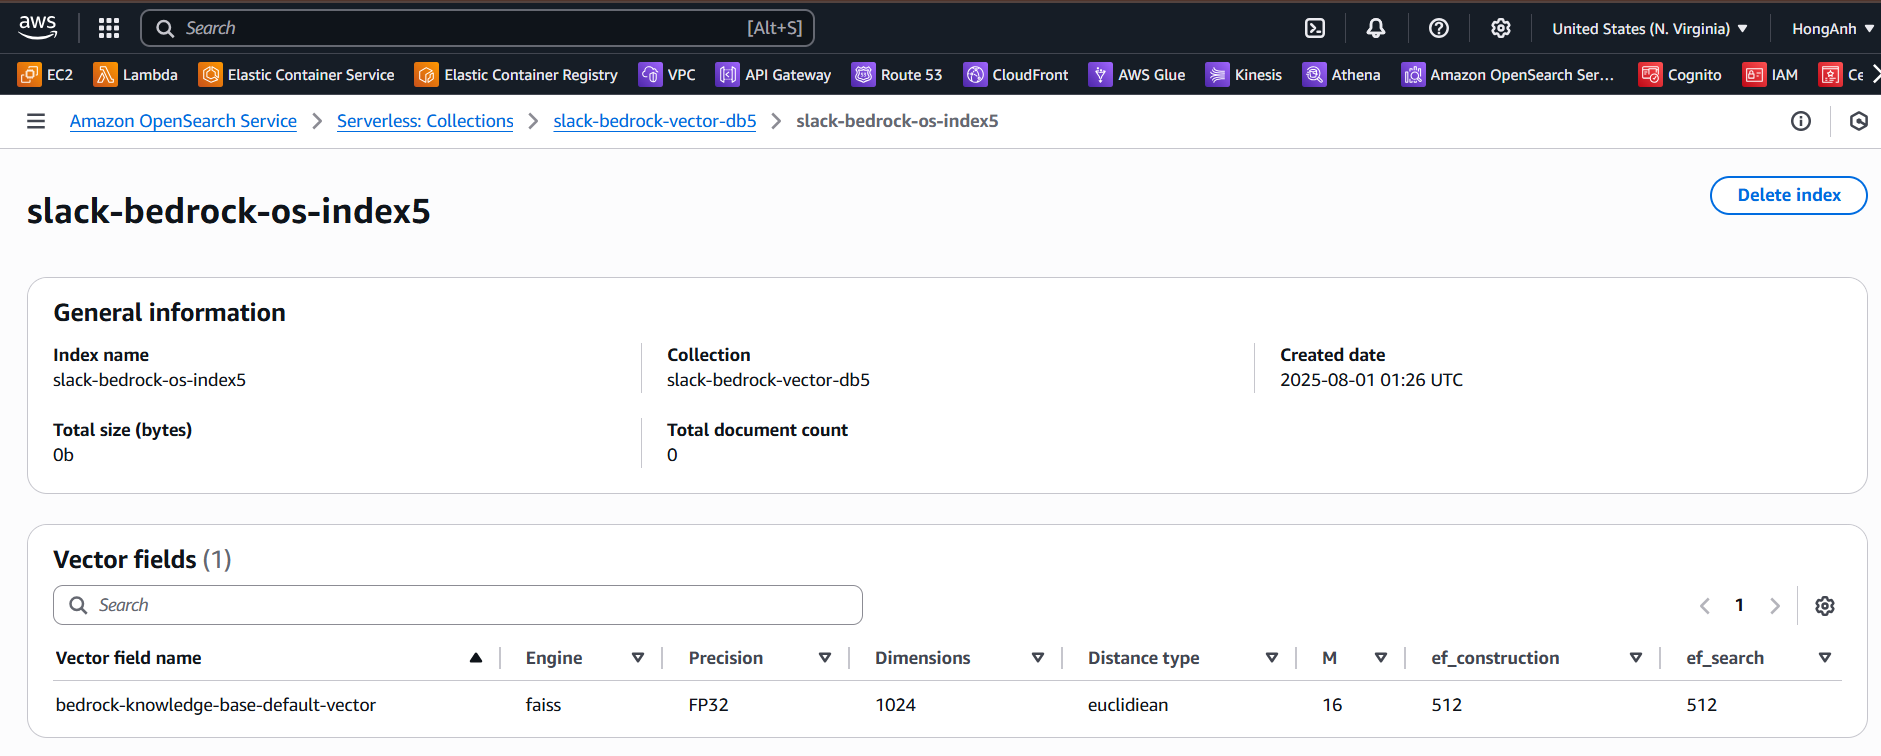 aws Search [Alt+S] United States (N. Virginia) HongAnh
EC2 Lambda Elastic Container Service Elastic Container Registry VPC API Gateway Route 53 CloudFront AWS Glue Kinesis Athena Amazon OpenSearch Ser... Cognito IAM Ce
Amazon OpenSearch Service Serverless: Collections slack-bedrock-vector-db5 slack-bedrock-os-index5
Delete index
slack-bedrock-os-index5
General information
Index name Collection Created date
slack-bedrock-os-index5 slack-bedrock-vector-db5 2025-08-01 01:26 UTC
Total size (bytes) Total document count
0b 0
Vector fields (1)
Search 1
Vector field name Engine Precision Dimensions Distance type M ef_construction ef_search
bedrock-knowledge-base-default-vector faiss FP32 1024 euclidiean 16 512 512